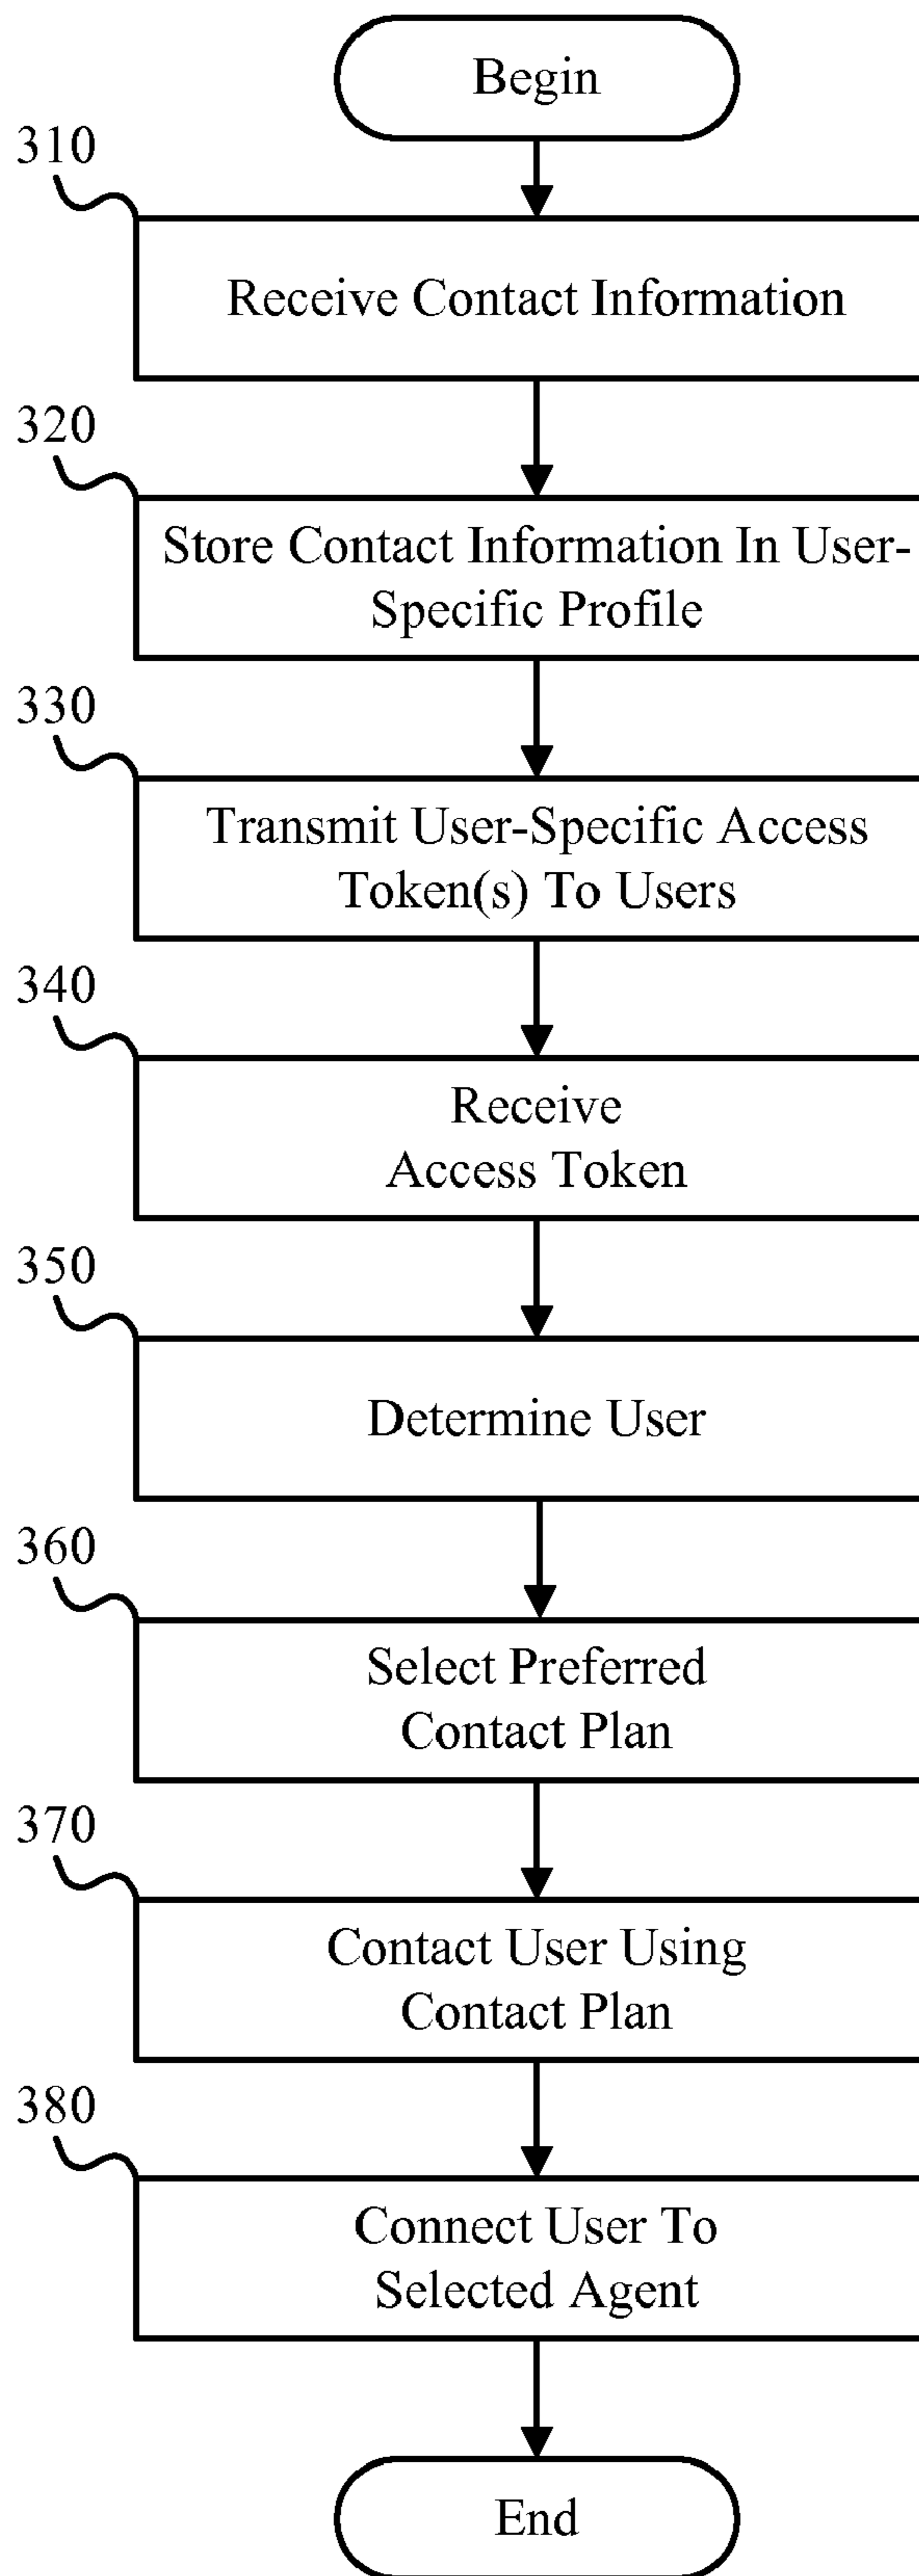 Begin
310
Receive Contact Information
320
Store Contact Information In User-
Specific Profile
330
Transmit User-Specific Access
Token(s) To Users
340
Receive
Access Token
350
Determine User
360
Select Preferred
Contact Plan
370
Contact User Using
Contact Plan
380
Connect User To
Selected Agent
End